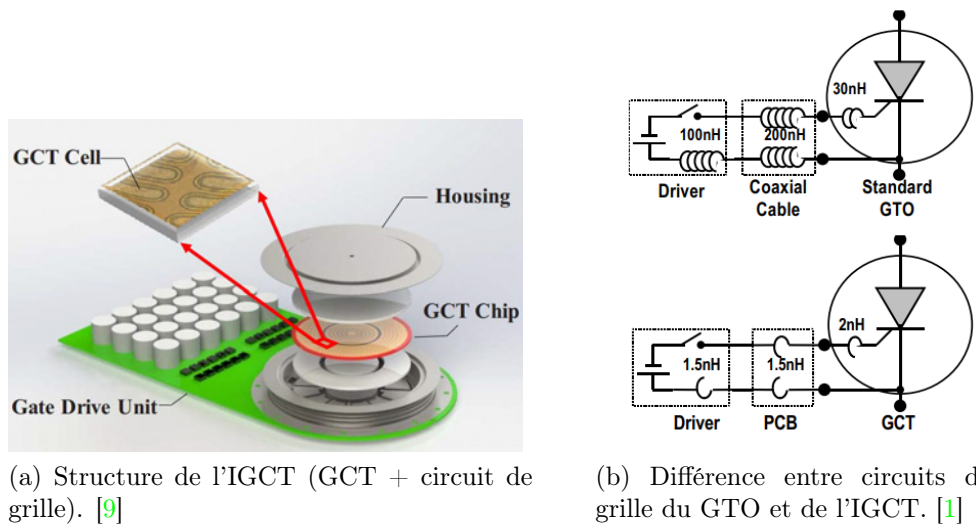 GCT Cell
Housing
GCT Chip
Gate Drive Unit
(a) Structure de l'IGCT (GCT + circuit de
grille). [9]
30nH
100nH
200nH
Driver
Coaxial
Cable
Standard
GTO
2nH
1.5nH
1.5nH
Driver
PCB
GCT
(b) Différence entre circuits d
grille du GTO et de l'IGCT. [1]